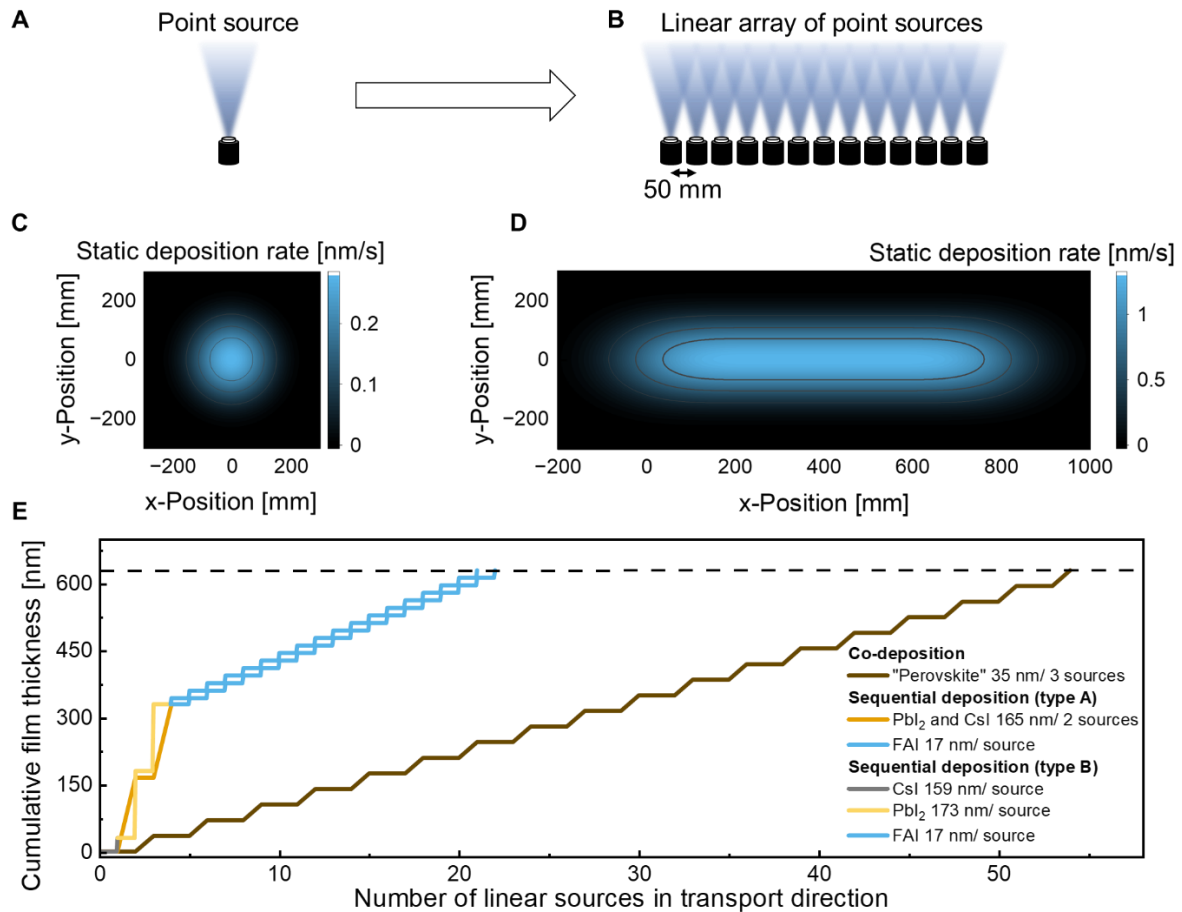 A
Point source
B
Linear array of point sources
50 mm
C
Static deposition rate [nm/s]
y-Position [mm]
200
0
−200
−200
0
200
x-Position [mm]
0.2
0.1
0
D
Static deposition rate [nm/s]
y-Position [mm]
200
0
−200
−200
0
200
400
600
800
1000
x-Position [mm]
1
0.5
0
E
Cumulative film thickness [nm]
600
450
300
150
0
0
10
20
30
40
50
Number of linear sources in transport direction
Co-deposition
"Perovskite" 35 nm/ 3 sources
Sequential deposition (type A)
PbI₂ and CsI 165 nm/ 2 sources
FAI 17 nm/ source
Sequential deposition (type B)
CsI 159 nm/ source
PbI₂ 173 nm/ source
FAI 17 nm/ source